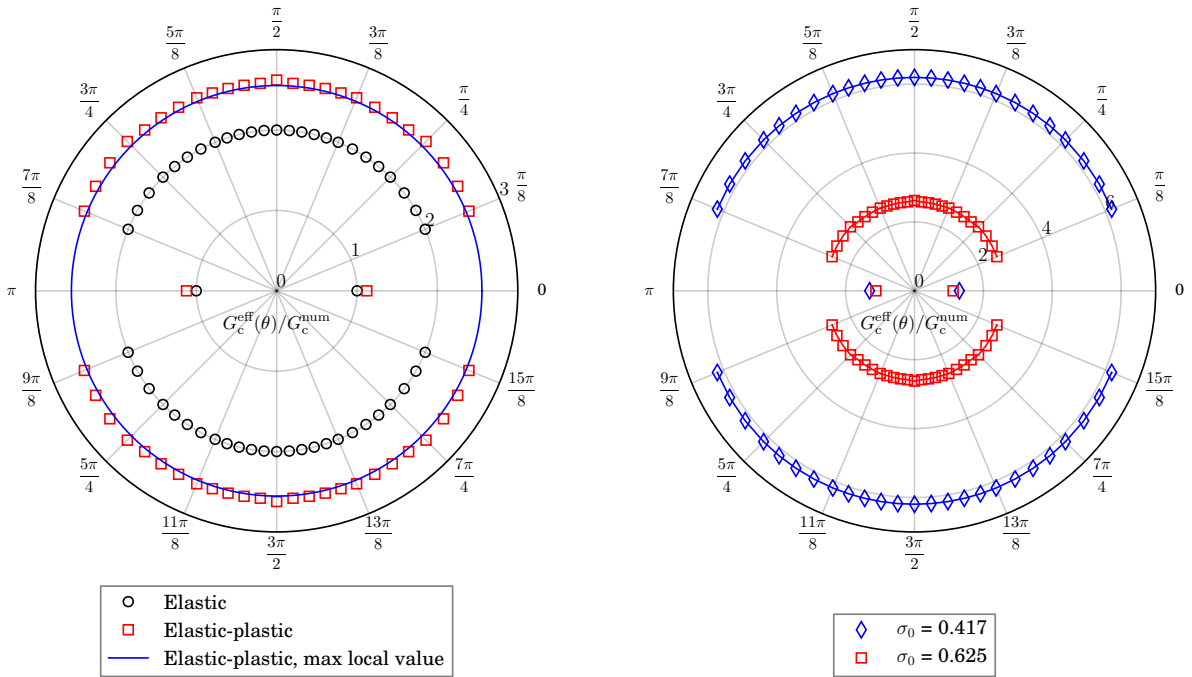 π/2
5π/8
3π/8
3π/4
π/4
7π/8
π/8
π
0
9π/8
15π/8
5π/4
7π/4
11π/8
13π/8
3π/2
0
1
2
3
G_c^eff(θ)/G_c^num
Elastic
Elastic-plastic
Elastic-plastic, max local value
π/2
5π/8
3π/8
3π/4
π/4
7π/8
π/8
π
0
9π/8
15π/8
5π/4
7π/4
11π/8
13π/8
3π/2
0
2
4
6
G_c^eff(θ)/G_c^num
σ₀ = 0.417
σ₀ = 0.625